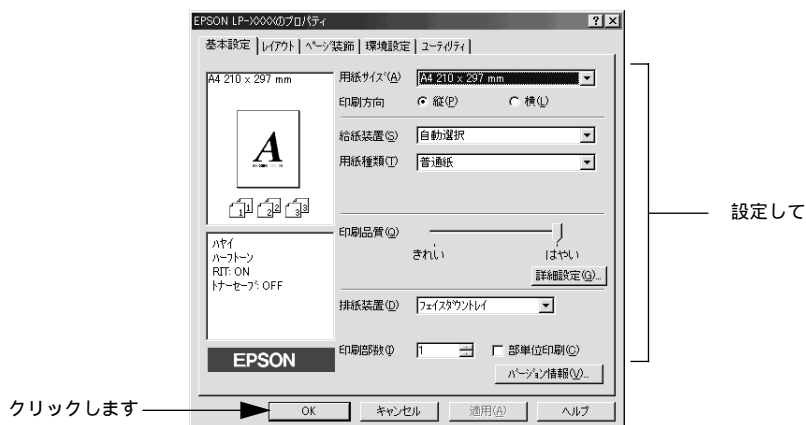 EPSON LP-XXXXのプロパティ
? ×
基本設定 レイアウト ページ装飾 環境設定 ユーティリティ
A4 210 x 297 mm
A
1 1 2 2 3 3
ハヤイ
ハーフトーン
RIT: ON
トナーセーブ: OFF
EPSON
用紙サイズ(A) A4 210 x 297 mm
印刷方向 縦(P) 横(L)
給紙装置(S) 自動選択
用紙種類(T) 普通紙
印刷品質(Q)
きれい はやい
詳細設定(G)...
排紙装置(D) フェイスダウントレイ
印刷部数(I) 1 部単位印刷(C)
バージョン情報(V)...
OK キャンセル 適用(A) ヘルプ
設定して
クリックします